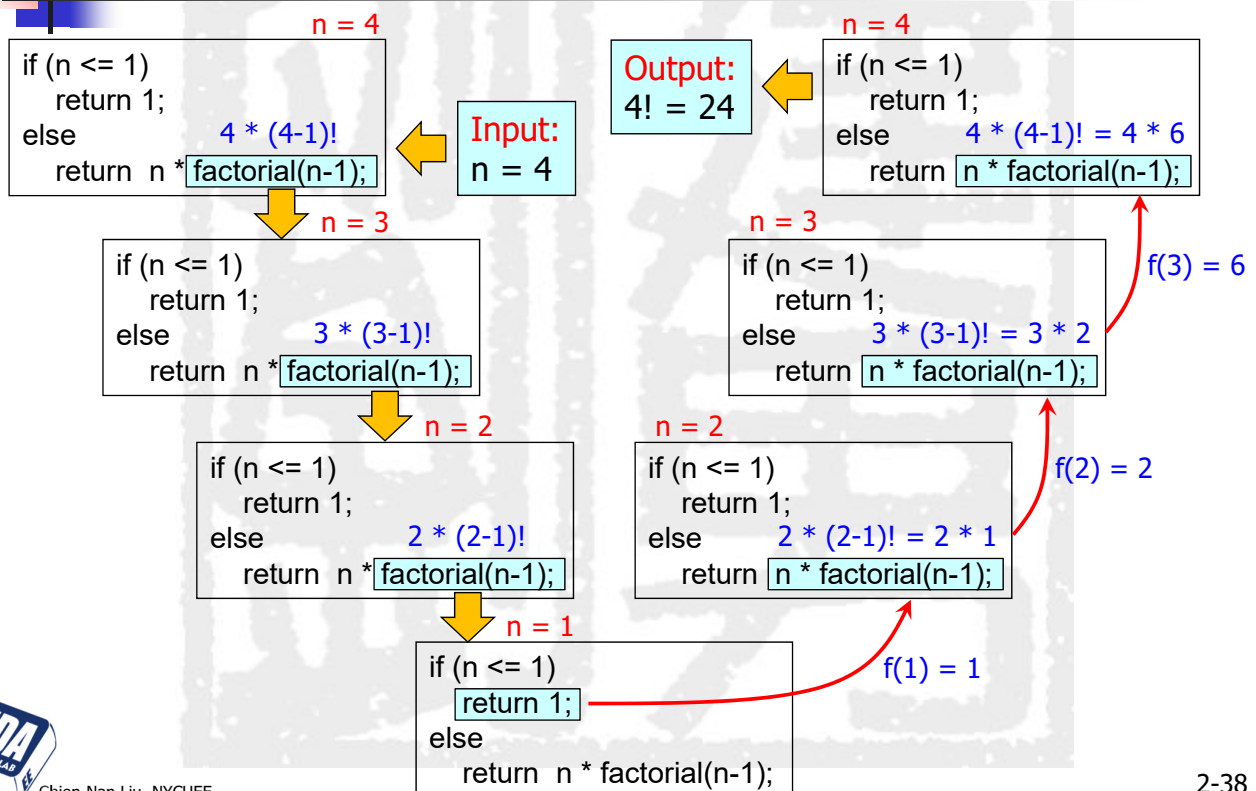 n = 4
if (n <= 1)
return 1;
else 4 * (4-1)!
return n * factorial(n-1);
Input:
n = 4
n = 3
if (n <= 1)
return 1;
else 3 * (3-1)!
return n * factorial(n-1);
n = 2
if (n <= 1)
return 1;
else 2 * (2-1)!
return n * factorial(n-1);
n = 1
if (n <= 1)
return 1;
else
return n * factorial(n-1);
f(1) = 1
n = 2
if (n <= 1)
return 1;
else 2 * (2-1)! = 2 * 1
return n * factorial(n-1);
f(2) = 2
n = 3
if (n <= 1)
return 1;
else 3 * (3-1)! = 3 * 2
return n * factorial(n-1);
f(3) = 6
n = 4
if (n <= 1)
return 1;
else 4 * (4-1)! = 4 * 6
return n * factorial(n-1);
Output:
4! = 24
2-38